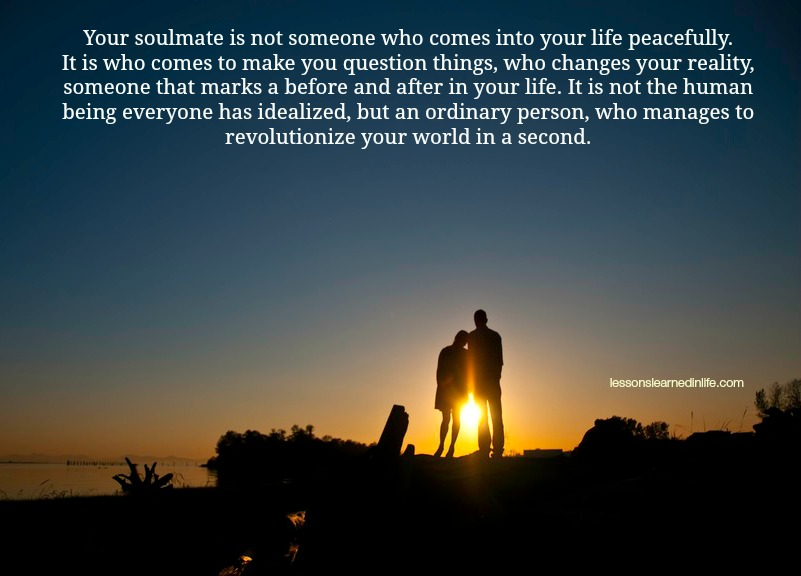 Your soulmate is not someone who comes into your life peacefully.
It is who comes to make you question things, who changes your reality,
someone that marks a before and after in your life. It is not the human
being everyone has idealized, but an ordinary person, who manages to
revolutionize your world in a second.
lessonslearnedinlife.com